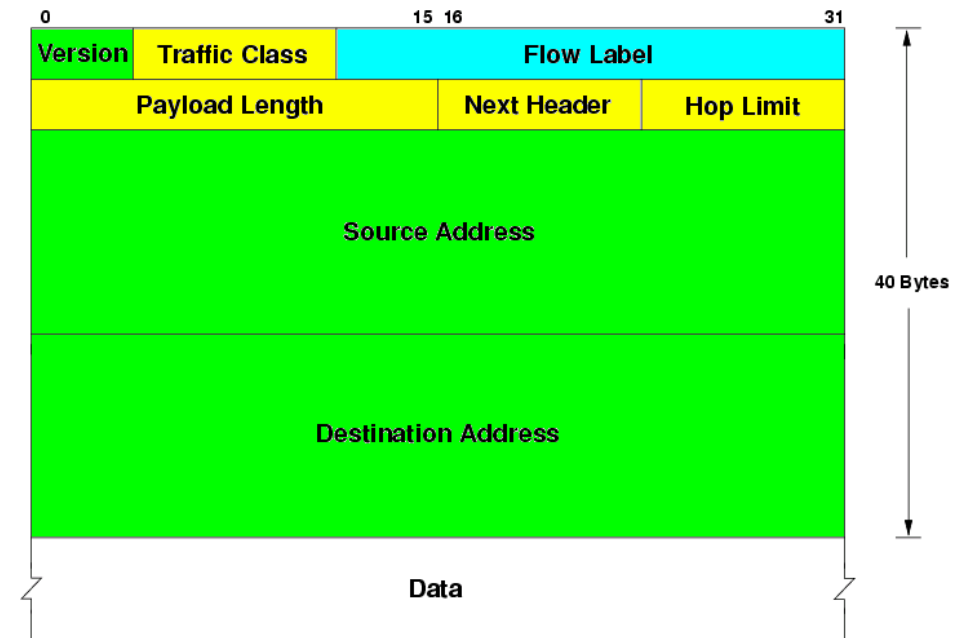 0 15 16 31
Version Traffic Class Flow Label
Payload Length Next Header Hop Limit
Source Address
40 Bytes
Destination Address
Data